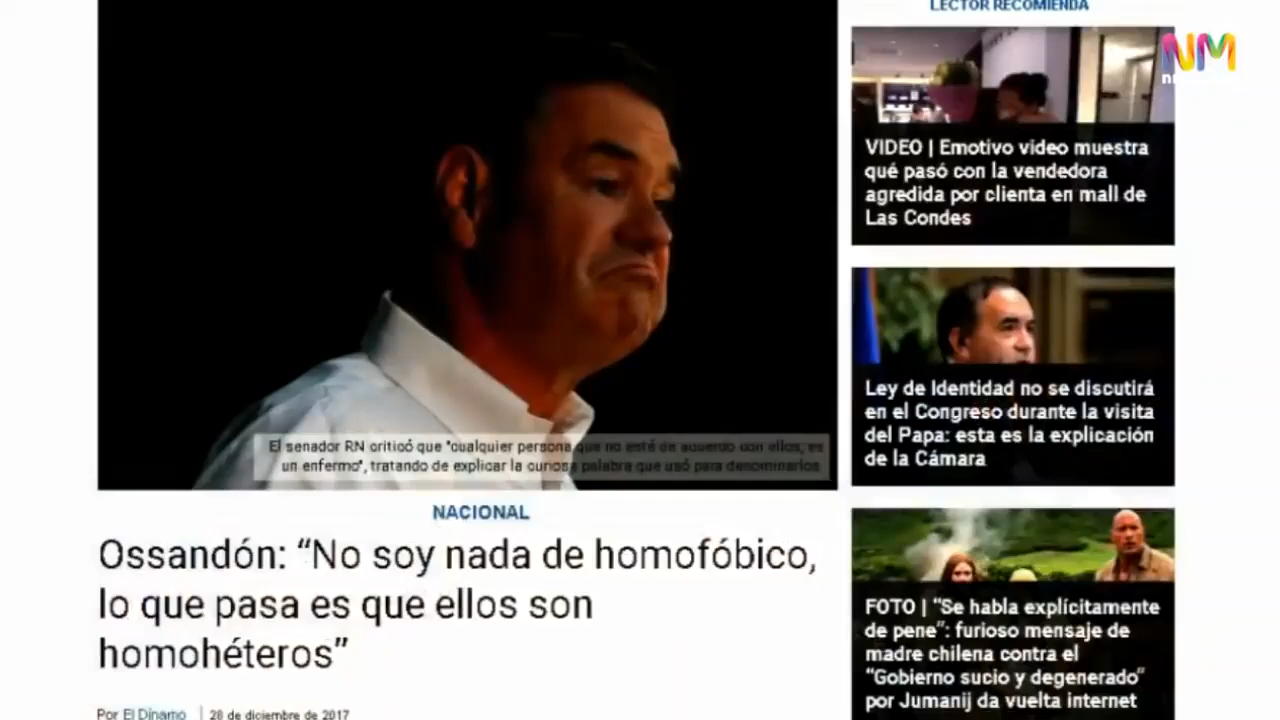 LECTOR RECOMIENDA
NM
VIDEO | Emotivo video muestra
qué pasó con la vendedora
agredida por clienta en mall de
Las Condes
Ley de Identidad no se discutirá
en el Congreso durante la visita
del Papa: esta es la explicación
de la Cámara
FOTO | "Se habla explícitamente
de pene": furioso mensaje de
madre chilena contra el
"Gobierno sucio y degenerado"
por Jumanij da vuelta internet
El senador RN criticó que "cualquier persona que no esté de acuerdo con ellos, es
un enfermo", tratando de explicar la curiosa palabra que usó para denominarlos
NACIONAL
Ossandón: “No soy nada de homofóbico,
lo que pasa es que ellos son
homohéteros”
Por El Dínamo | 28 de diciembre de 2017